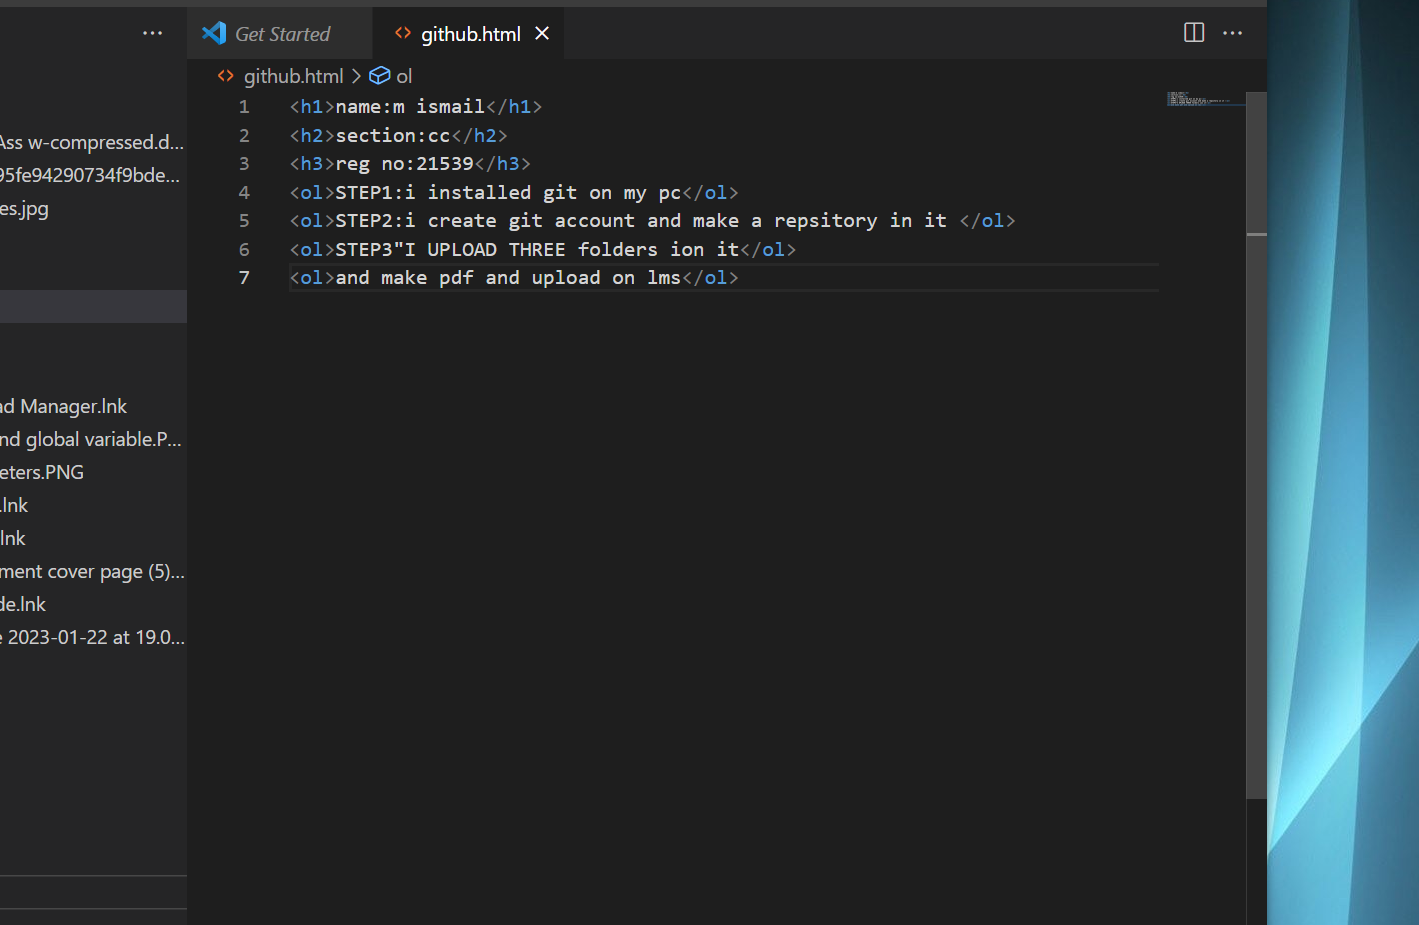 Get Started
github.html
github.html > ol
1 <h1>name:m ismail</h1>
2 <h2>section:cc</h2>
3 <h3>reg no:21539</h3>
4 <ol>STEP1:i installed git on my pc</ol>
5 <ol>STEP2:i create git account and make a repsitory in it </ol>
6 <ol>STEP3"I UPLOAD THREE folders ion it</ol>
7 <ol>and make pdf and upload on lms</ol>
Ass w-compressed.d...
95fe94290734f9bde...
es.jpg
ad Manager.lnk
nd global variable.P...
eters.PNG
.lnk
lnk
ment cover page (5)...
de.lnk
e 2023-01-22 at 19.0...